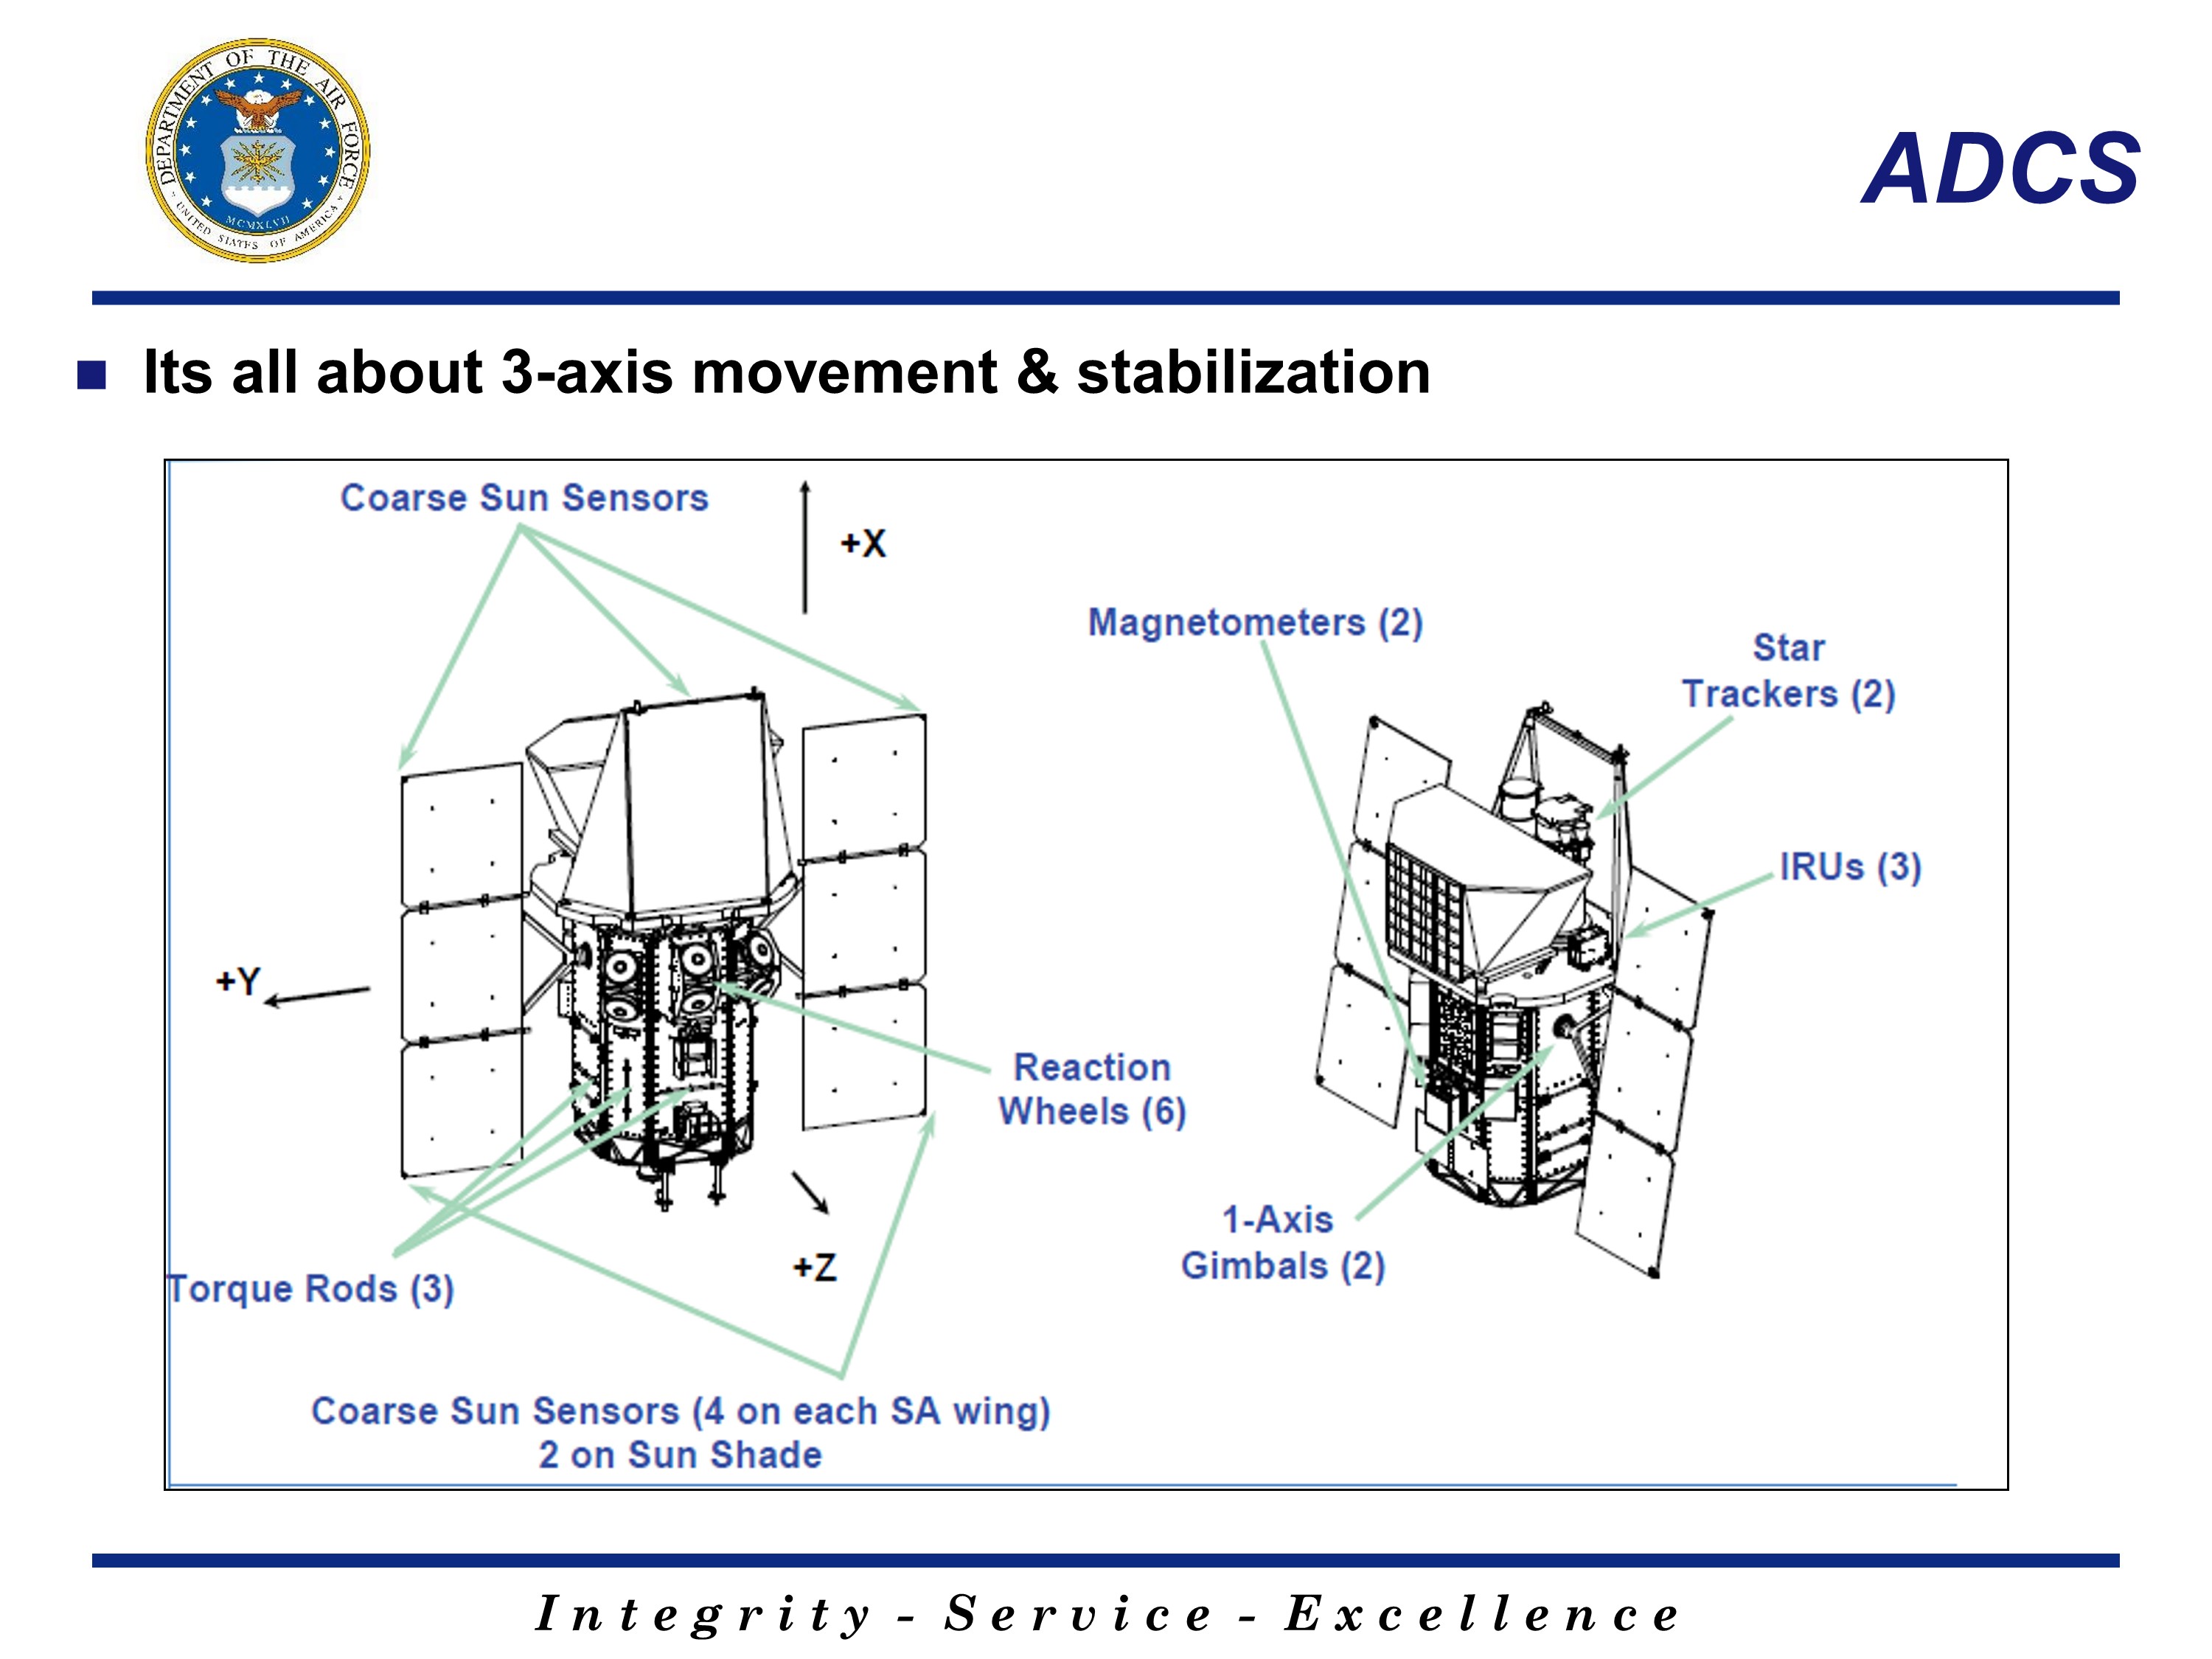 DEPARTMENT OF THE AIR FORCE
MCMXLVII
UNITED STATES OF AMERICA
ADCS
Its all about 3-axis movement & stabilization
Coarse Sun Sensors
+X
Magnetometers (2)
Star
Trackers (2)
IRUs (3)
+Y
Reaction
Wheels (6)
1-Axis
Gimbals (2)
+Z
Torque Rods (3)
Coarse Sun Sensors (4 on each SA wing)
2 on Sun Shade
Integrity - Service - Excellence